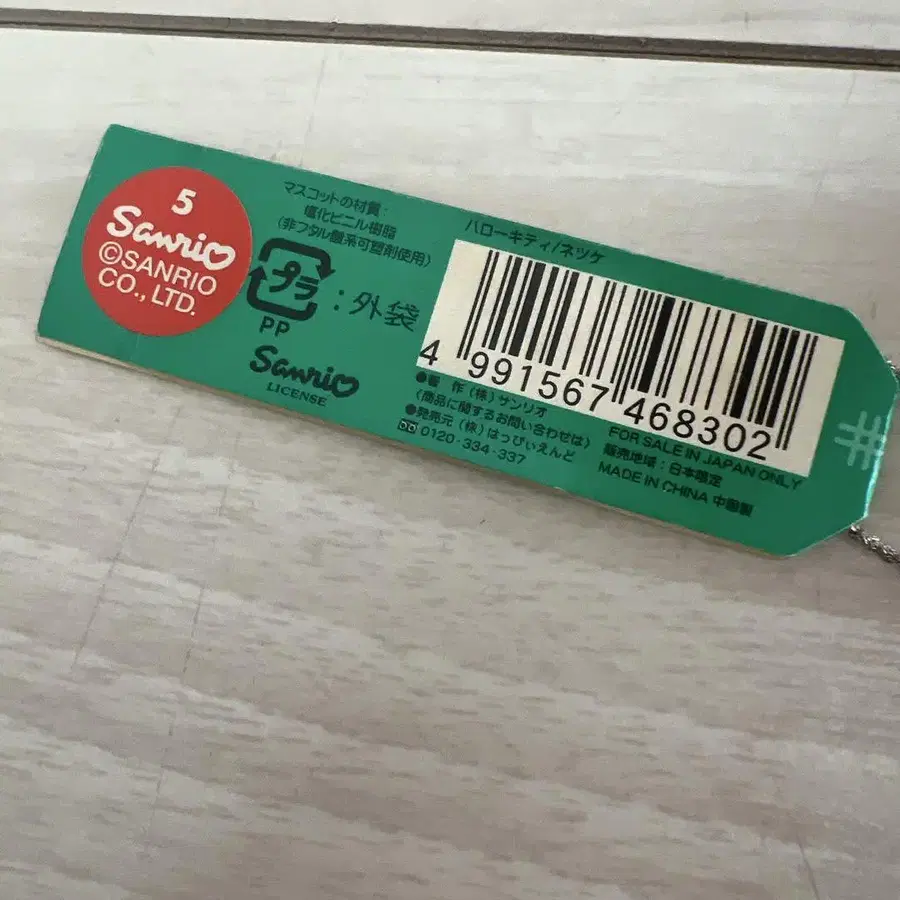 5
Sanrio
©SANRIO
CO., LTD.
マスコットの材質:
塩化ビニル樹脂
(非フタル酸系可塑剤使用)
プラ
:外袋
PP
Sanrio
LICENSE
ハローキティ/ネツケ
4 991567 468302
●著 作(株)サンリオ
(商品に関するお問い合わせは)
●発売元(株)はっぴぃえんど
0120-334-337
FOR SALE IN JAPAN ONLY
販売地域:日本限定
MADE IN CHINA 中国製